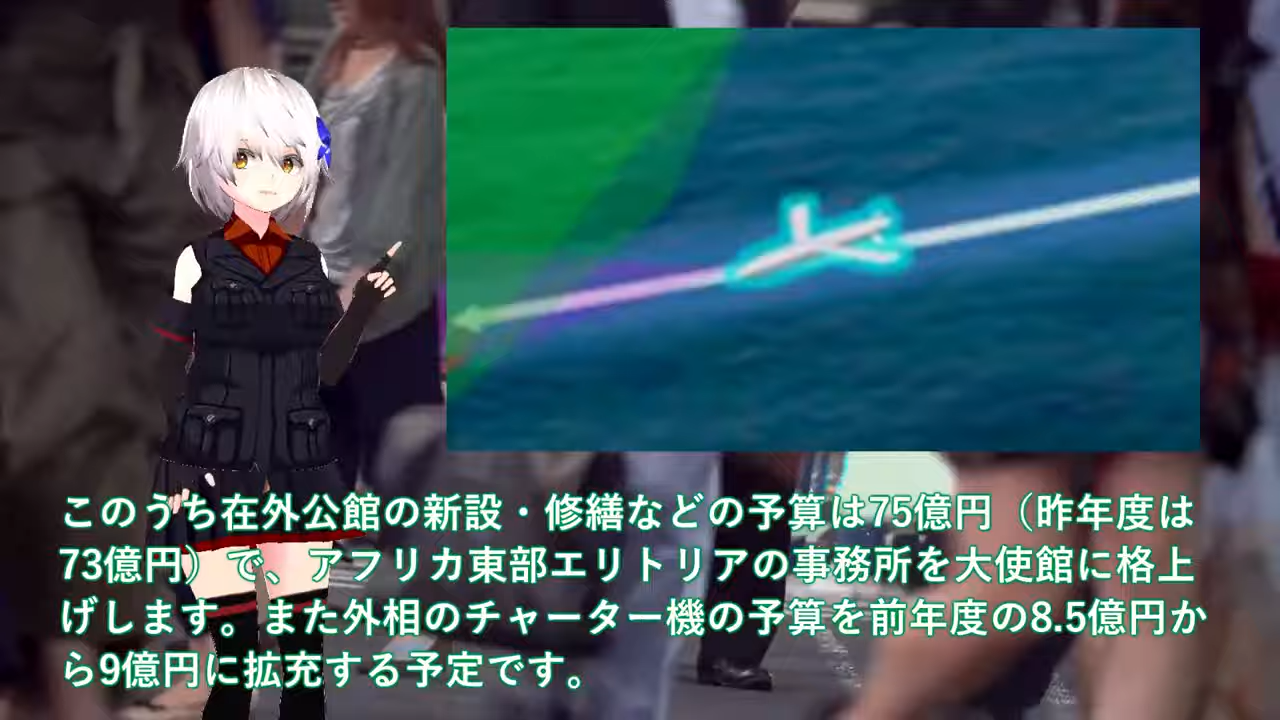 このうち在外公館の新設・修繕などの予算は75億円（昨年度は
73億円）で、アフリカ東部エリトリアの事務所を大使館に格上
げします。また外相のチャーター機の予算を前年度の8.5億円か
ら9億円に拡充する予定です。